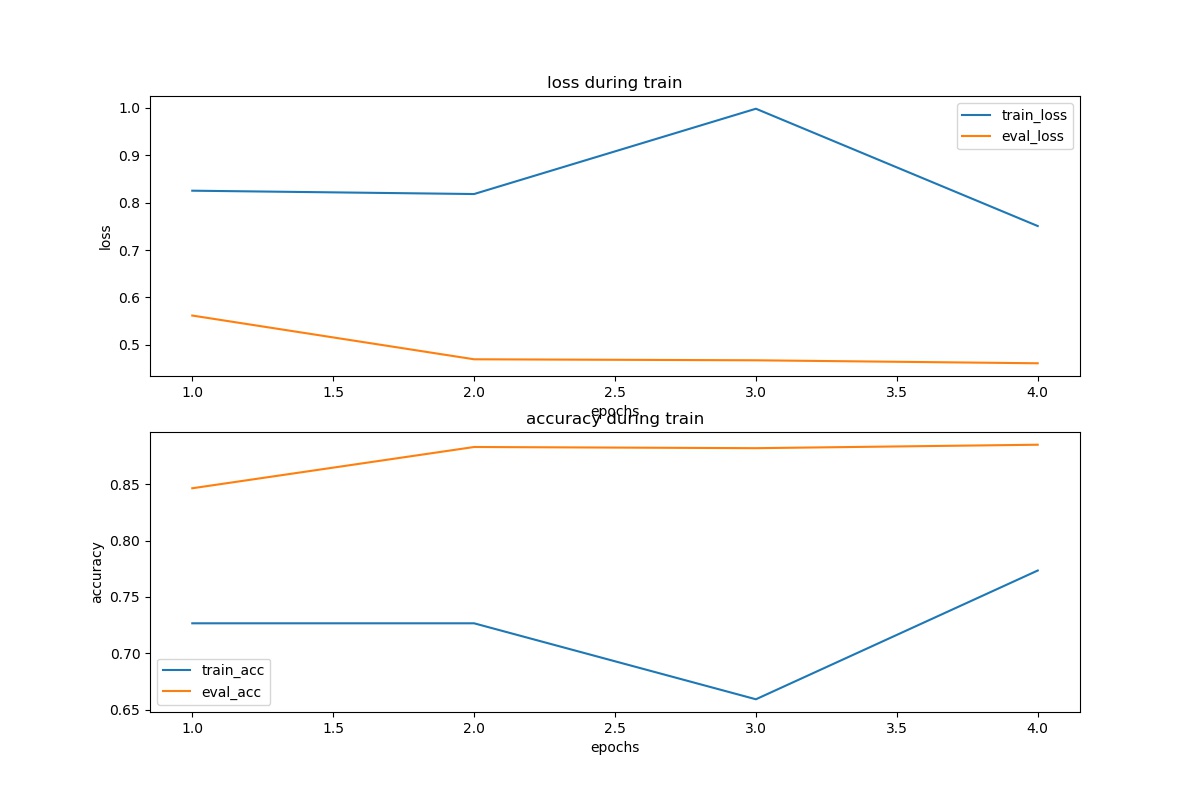 loss during train
1.0
0.9
0.8
0.7
0.6
0.5
loss
train_loss
eval_loss
1.0 1.5 2.0 2.5 3.0 3.5 4.0
epochs
accuracy during train
0.85
0.80
0.75
0.70
0.65
accuracy
train_acc
eval_acc
1.0 1.5 2.0 2.5 3.0 3.5 4.0
epochs